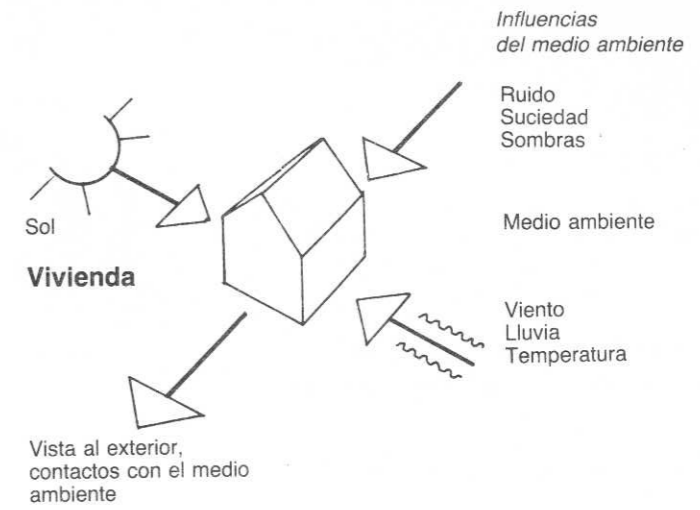 Influencias
del medio ambiente
Ruido
Suciedad
Sombras
Sol
Medio ambiente
Vivienda
Viento
Lluvia
Temperatura
Vista al exterior,
contactos con el medio
ambiente